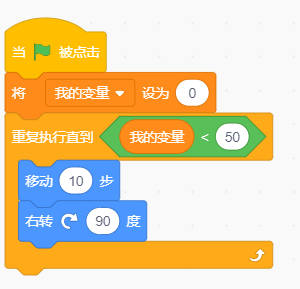 当 被点击
将 我的变量 设为 0
重复执行直到 我的变量 < 50
移动 10 步
右转 90 度